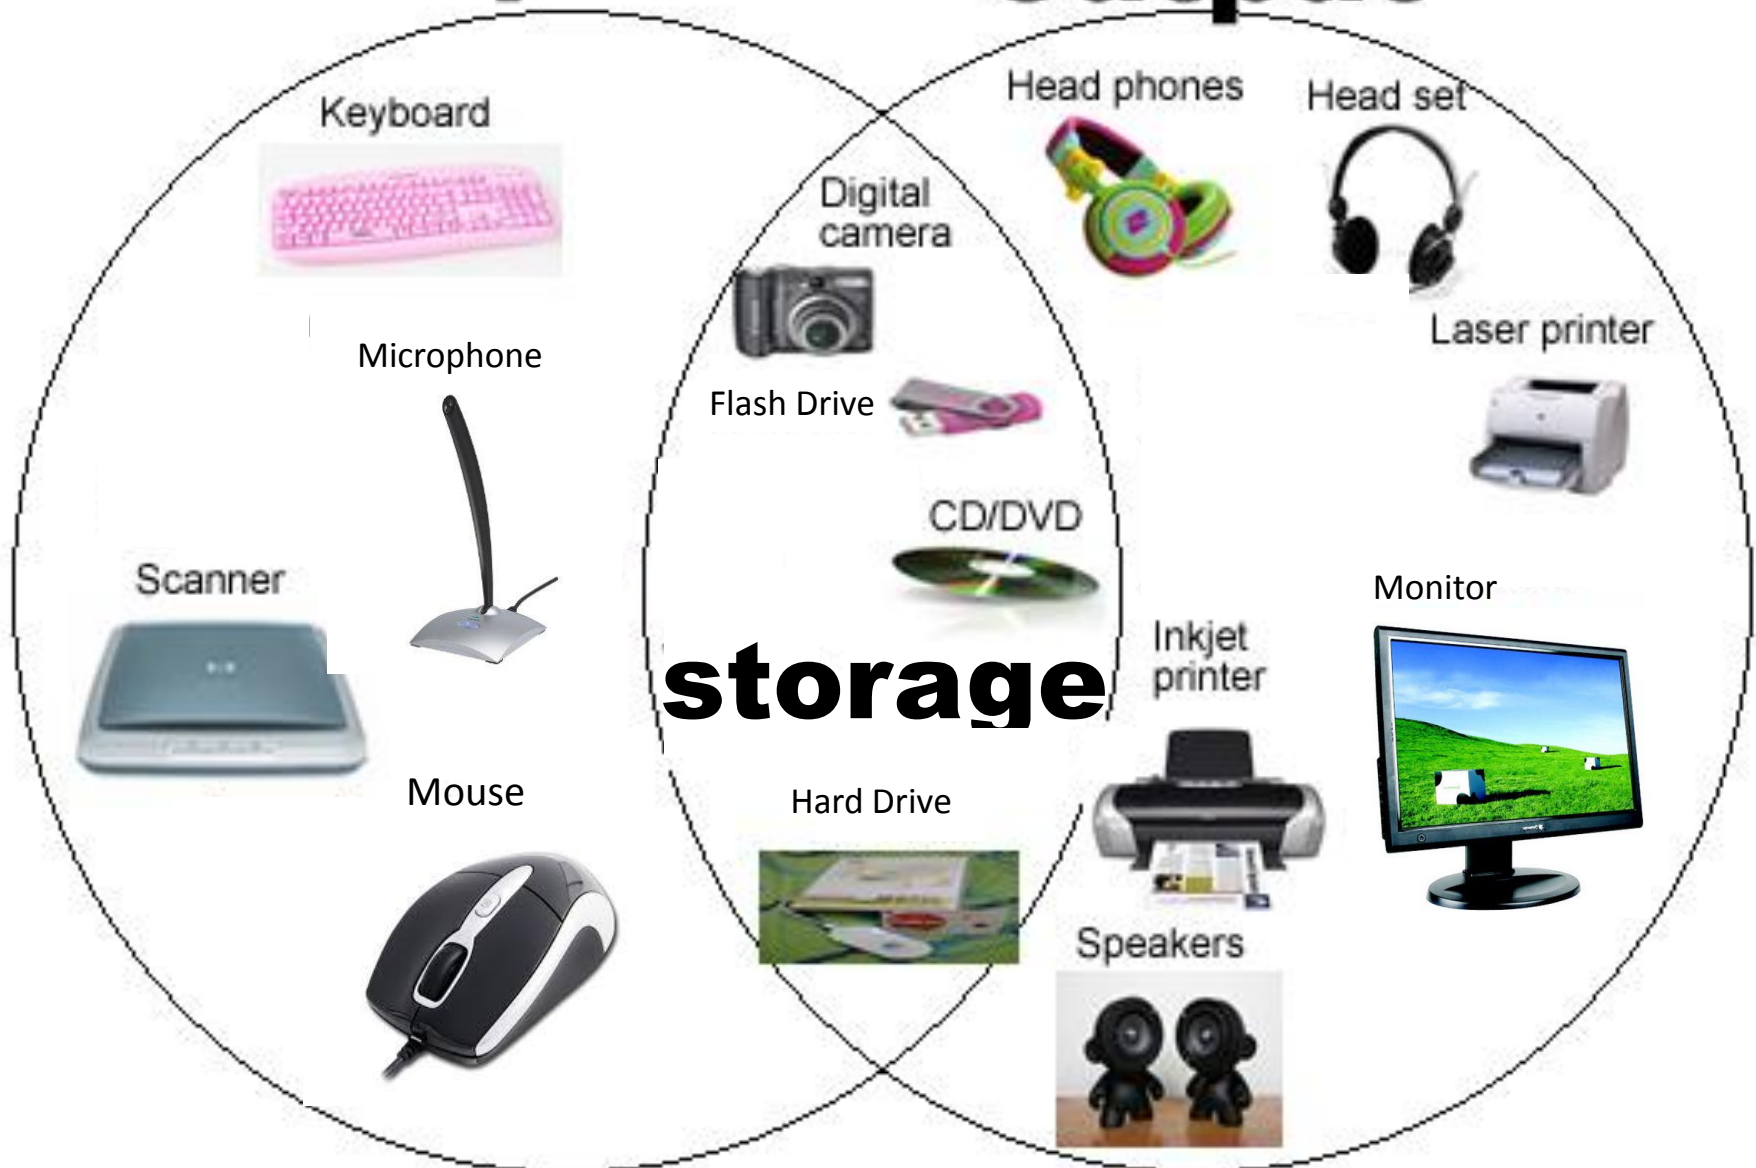 Keyboard
Head phones
Head set
Digital
camera
Laser printer
Microphone
Flash Drive
CD/DVD
Scanner
Monitor
Inkjet
printer
storage
Mouse
Hard Drive
Speakers